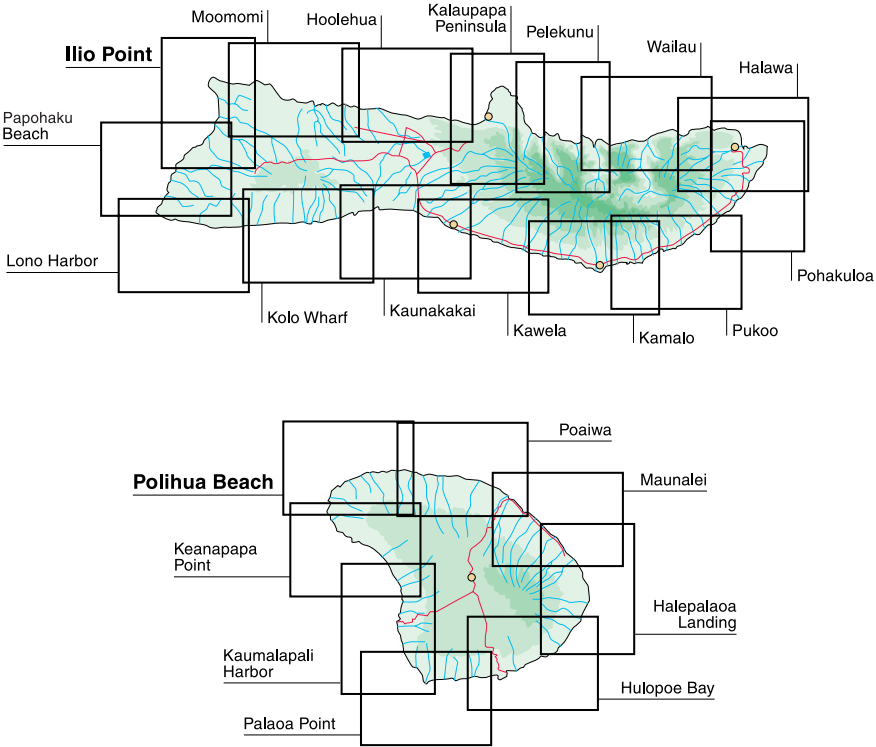 Moomomi
Hoolehua
Kalaupapa
Peninsula
Pelekunu
Wailau
Halawa
Ilio Point
Papohaku
Beach
Lono Harbor
Kolo Wharf
Kaunakakai
Kawela
Kamalo
Pukoo
Pohakuloa
Poaiwa
Maunalei
Polihua Beach
Keanapapa
Point
Halepalaoa
Landing
Kaumalapali
Harbor
Hulopoe Bay
Palaoa Point